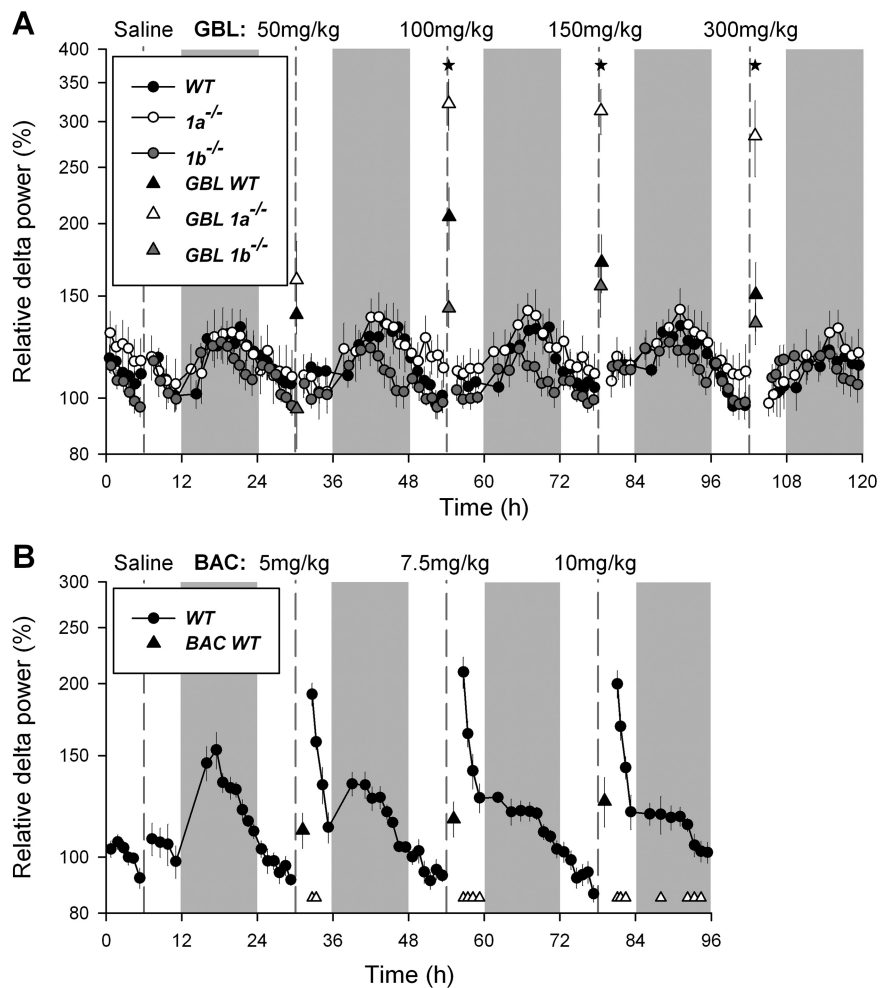 A
Saline GBL: 50mg/kg 100mg/kg 150mg/kg 300mg/kg
Relative delta power (%)
400
350
300
250
200
150
100
80
WT
1a-/-
1b-/-
GBL WT
GBL 1a-/-
GBL 1b-/-
0 12 24 36 48 60 72 84 96 108 120
Time (h)
B
Saline BAC: 5mg/kg 7.5mg/kg 10mg/kg
Relative delta power (%)
300
250
200
150
100
80
WT
BAC WT
0 12 24 36 48 60 72 84 96
Time (h)